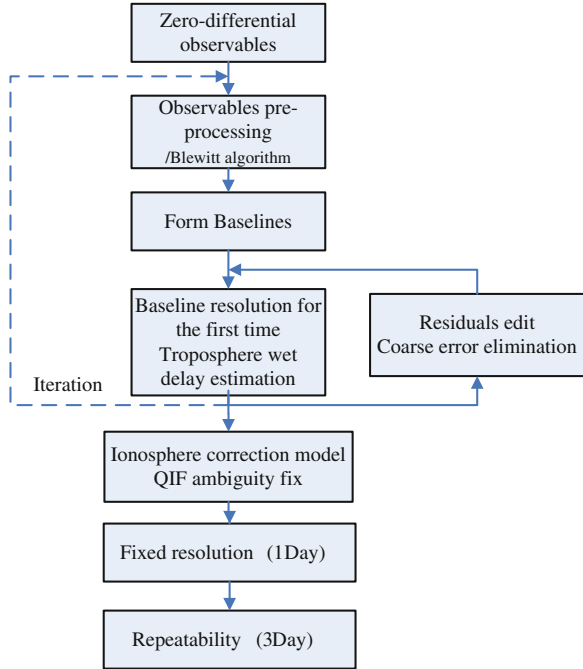 Zero-differential
observables
Observables pre-
processing
/Blewitt algorithm
Form Baselines
Baseline resolution for
the first time
Troposphere wet
delay estimation
Residuals edit
Coarse error elimination
Iteration
Ionosphere correction model
QIF ambiguity fix
Fixed resolution (1Day)
Repeatability (3Day)